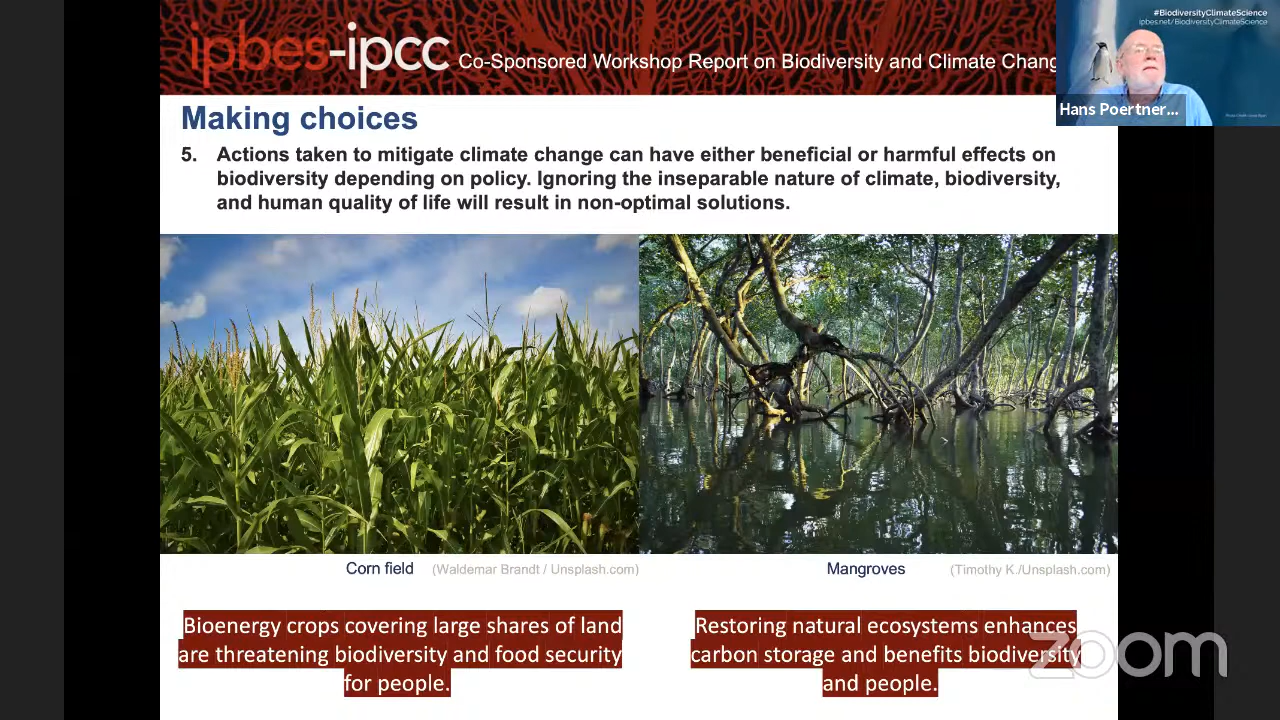 #BiodiversityClimateScience
ipbes.net/BiodiversityClimateScience
ipbes-ipcc Co-Sponsored Workshop Report on Biodiversity and Climate Chang
Hans Poertner...
Making choices
5. Actions taken to mitigate climate change can have either beneficial or harmful effects on
biodiversity depending on policy. Ignoring the inseparable nature of climate, biodiversity,
and human quality of life will result in non-optimal solutions.
Corn field (Waldemar Brandt / Unsplash.com)
Mangroves (Timothy K./Unsplash.com)
Bioenergy crops covering large shares of land
are threatening biodiversity and food security
for people.
Restoring natural ecosystems enhances
carbon storage and benefits biodiversity
and people.
zoom